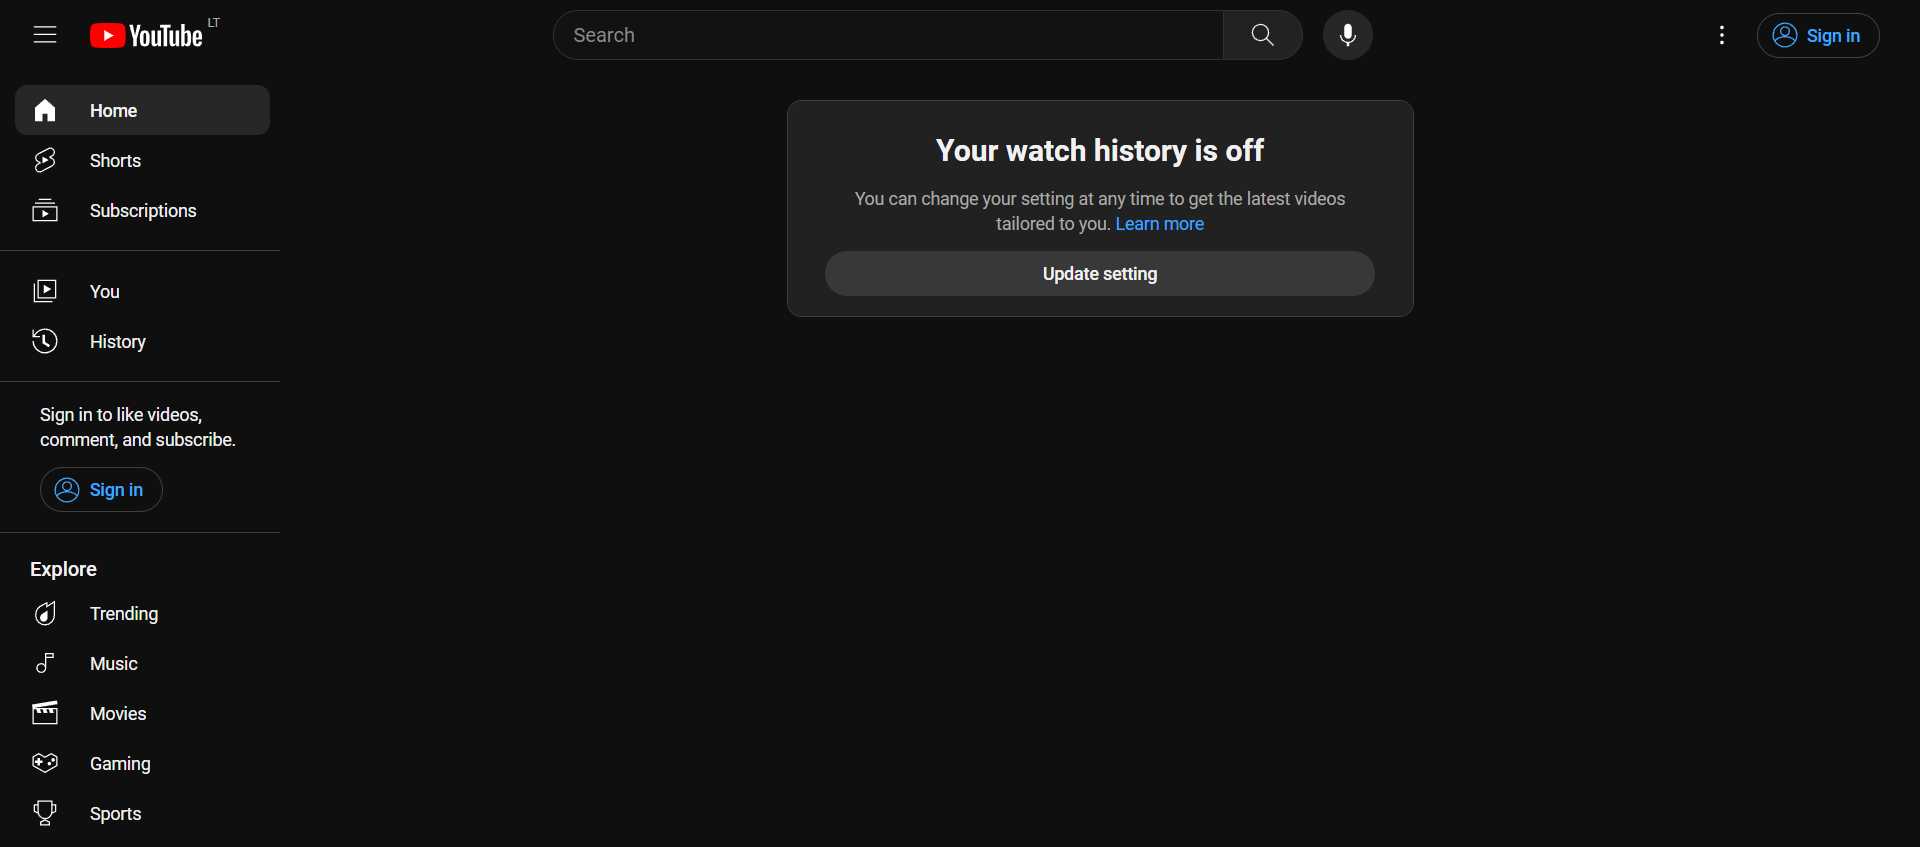 YouTube LT
Search
Sign in
Home
Shorts
Subscriptions
You
History
Sign in to like videos,
comment, and subscribe.
Sign in
Explore
Trending
Music
Movies
Gaming
Sports
Your watch history is off
You can change your setting at any time to get the latest videos
tailored to you. Learn more
Update setting